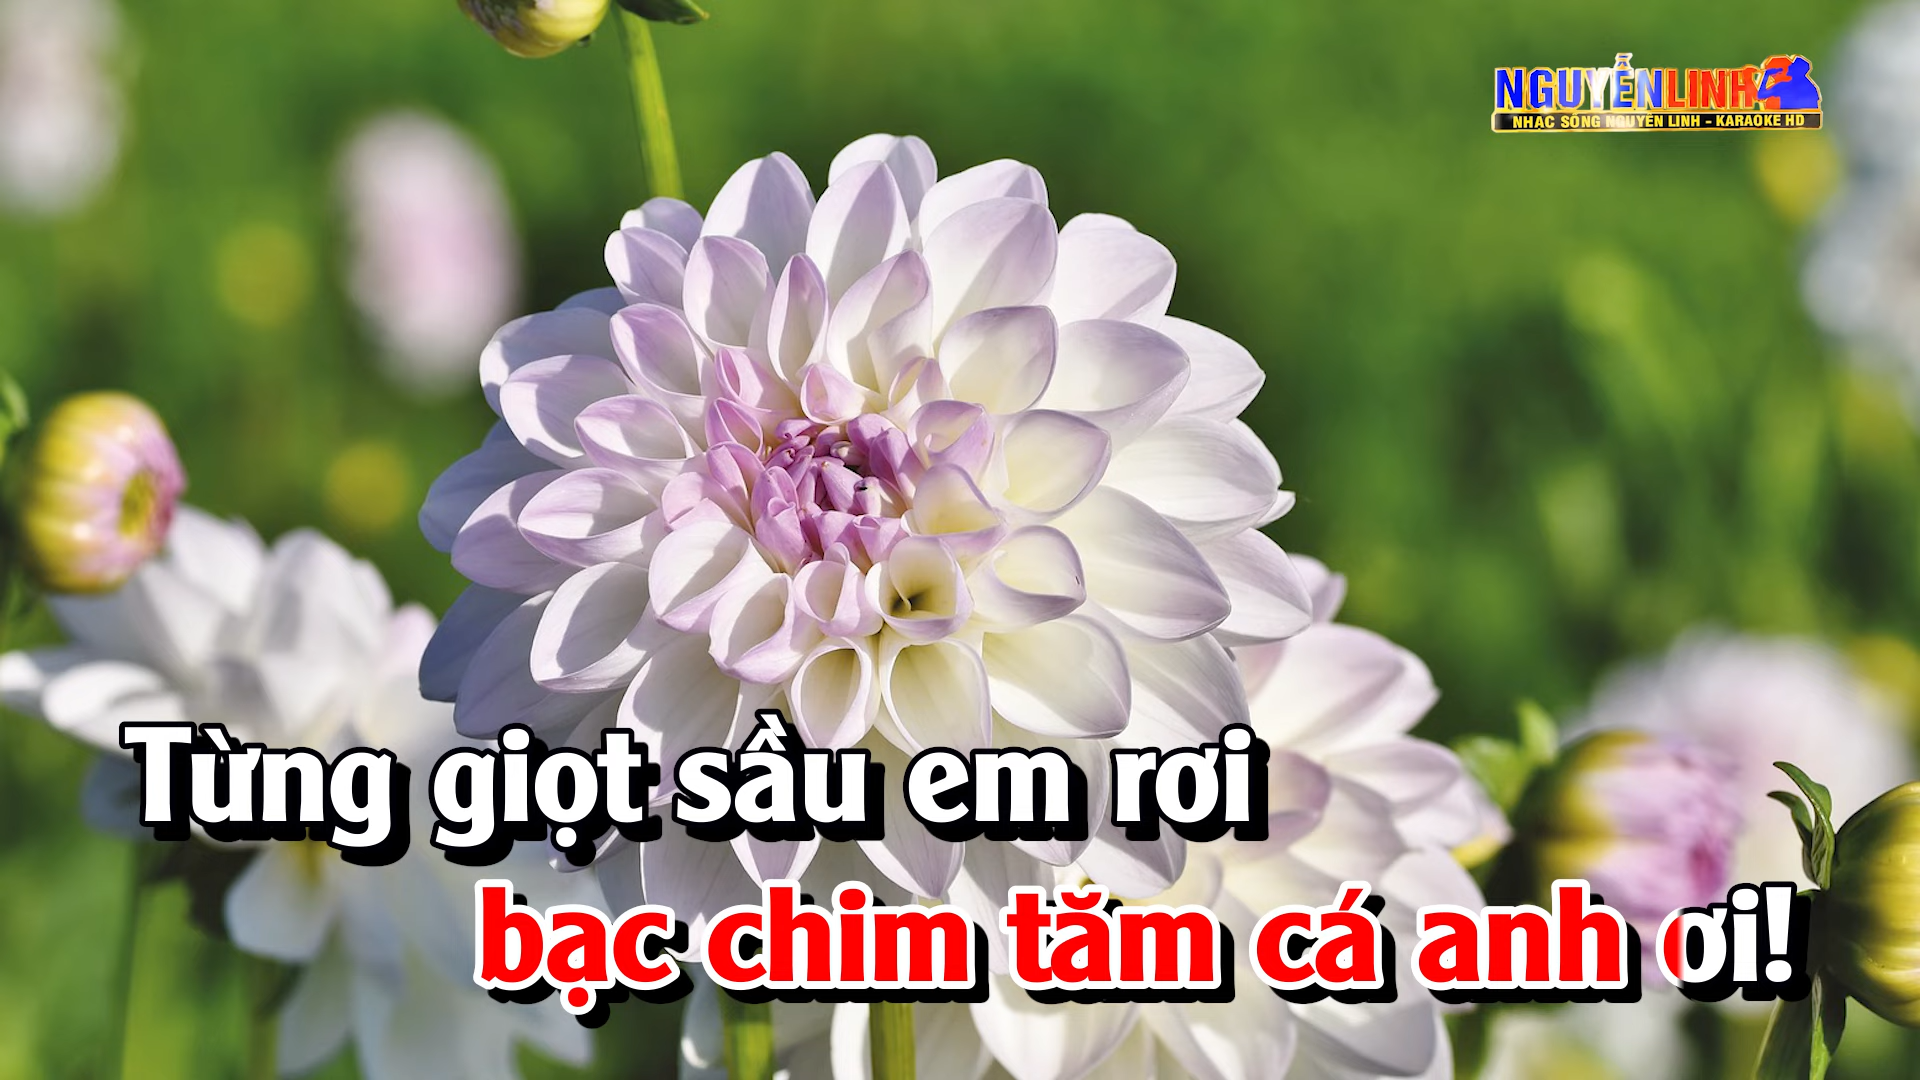 NGUYỄN LINH
NHẠC SỐNG NGUYỄN LINH - KARAOKE HD
Từng giọt sầu em rơi
bạc chim tăm cá anh ơi!